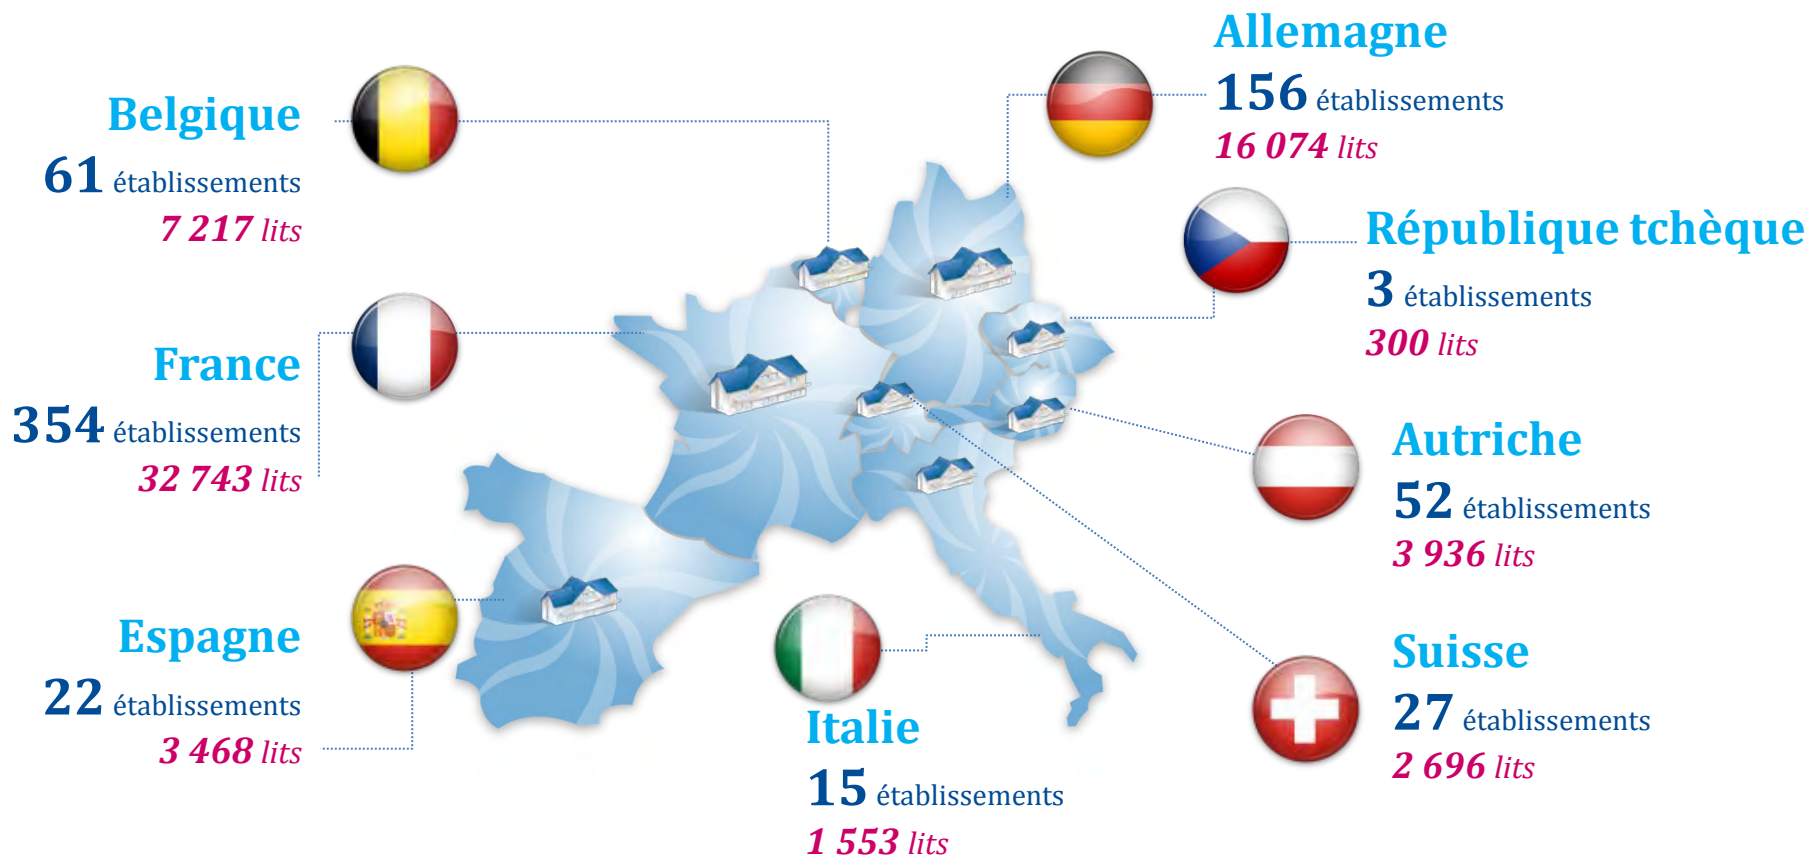 Belgique
61 établissements
7 217 lits
France
354 établissements
32 743 lits
Espagne
22 établissements
3 468 lits
Italie
15 établissements
1 553 lits
Allemagne
156 établissements
16 074 lits
République tchèque
3 établissements
300 lits
Autriche
52 établissements
3 936 lits
Suisse
27 établissements
2 696 lits